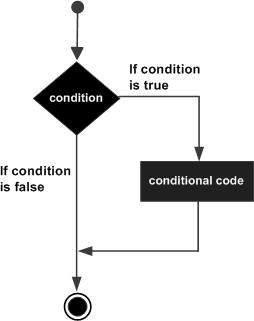 If condition
is true
condition
If condition
is false
conditional code